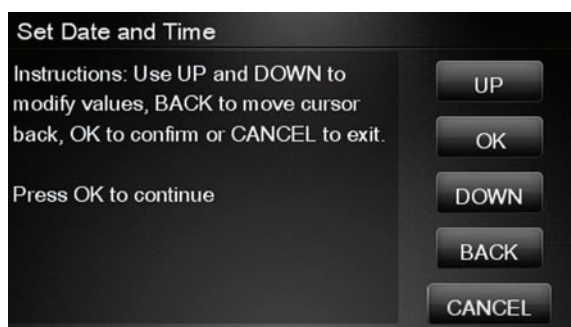 Set Date and Time
Instructions: Use UP and DOWN to
modify values, BACK to move cursor
back, OK to confirm or CANCEL to exit.
Press OK to continue
UP
OK
DOWN
BACK
CANCEL